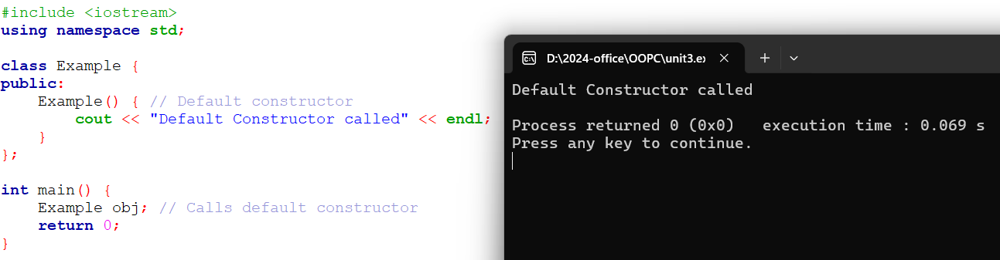 #include <iostream>
using namespace std;
class Example {
public:
    Example() { // Default constructor
        cout << "Default Constructor called" << endl;
    }
};
int main() {
    Example obj; // Calls default constructor
    return 0;
}
D:\2024-office\OOPC\unit3.ex
Default Constructor called
Process returned 0 (0x0)   execution time : 0.069 s
Press any key to continue.